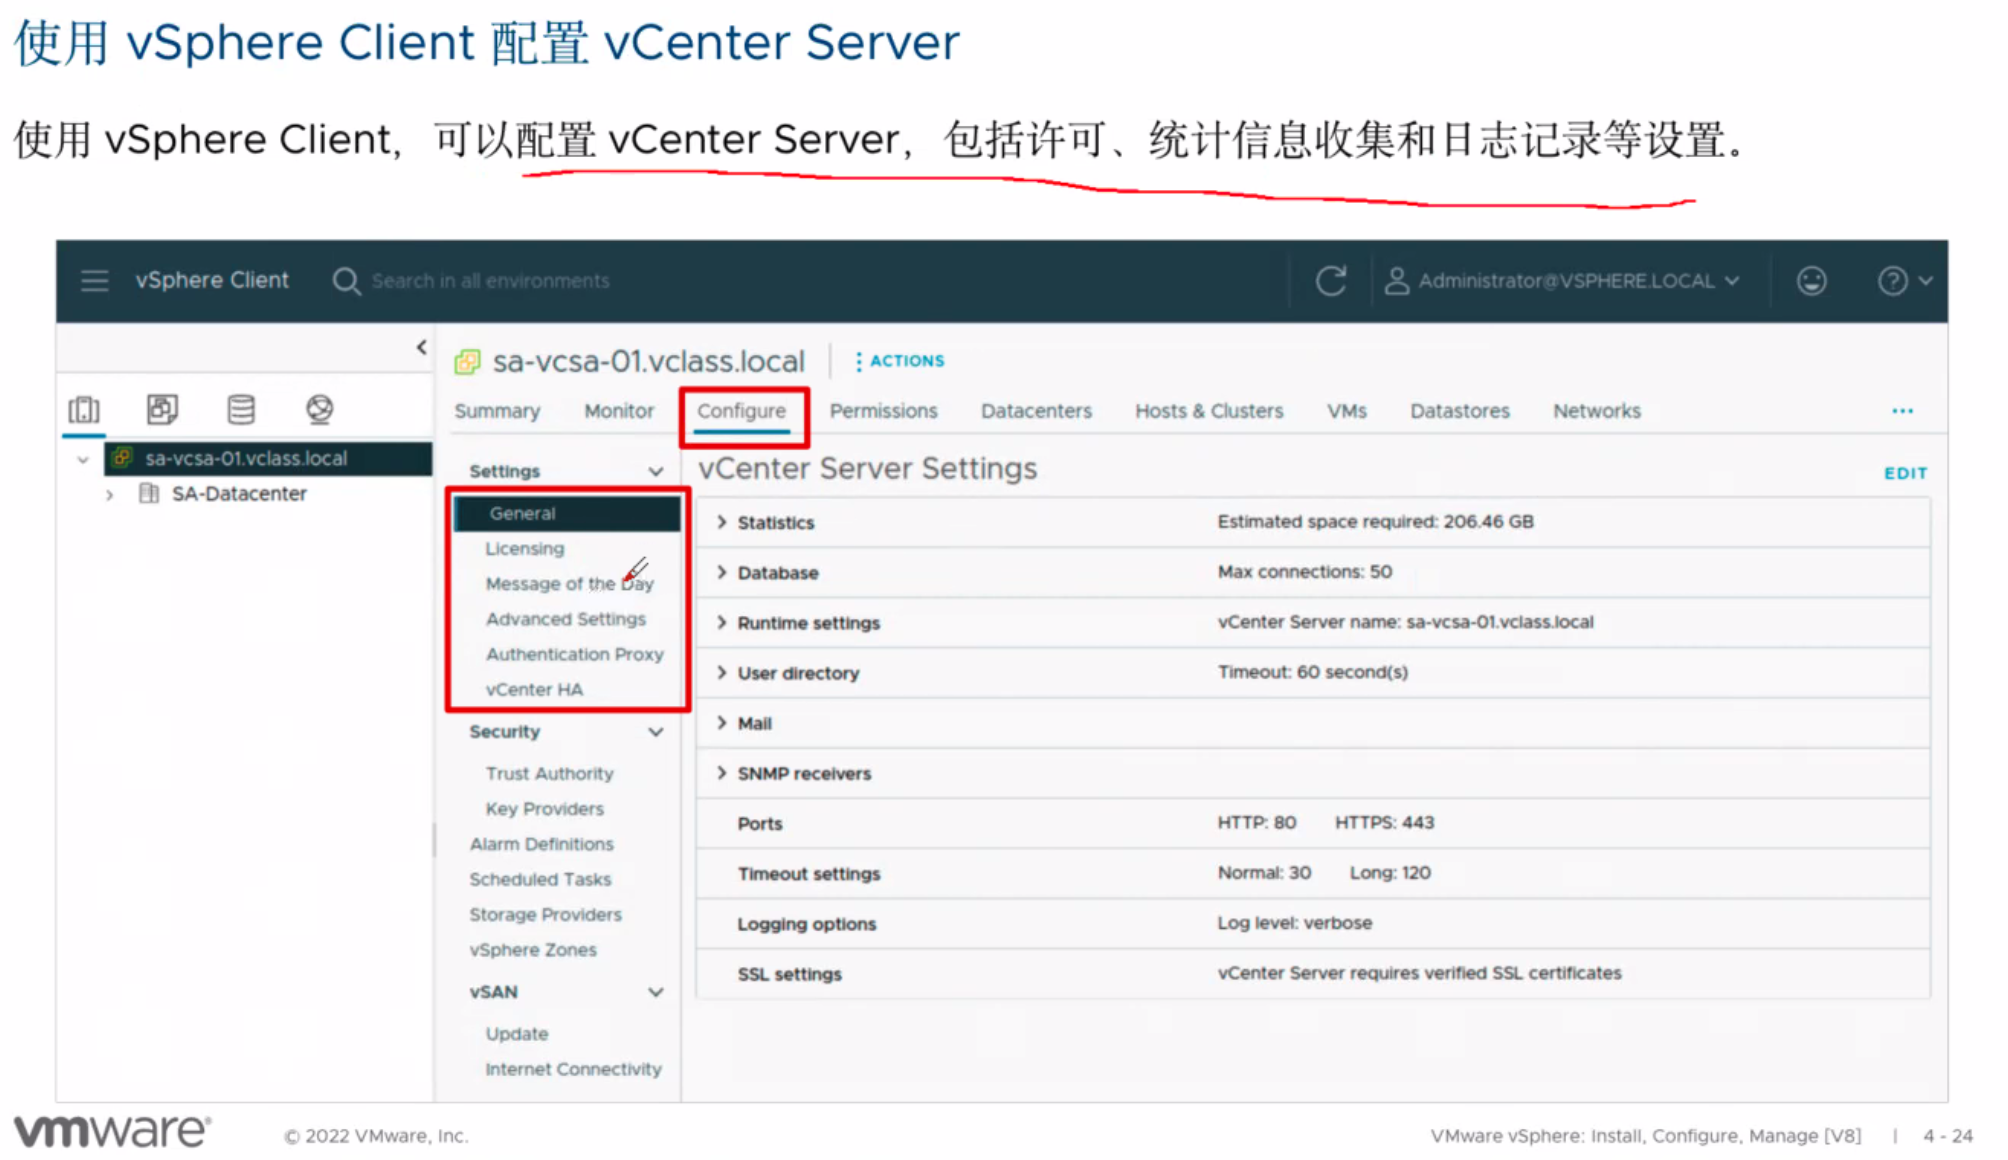 使用 vSphere Client 配置 vCenter Server
使用 vSphere Client，可以配置 vCenter Server，包括许可、统计信息收集和日志记录等设置。
vSphere Client
Search in all environments
Administrator@VSPHERE.LOCAL
sa-vcsa-01.vclass.local
SA-Datacenter
sa-vcsa-01.vclass.local
ACTIONS
Summary Monitor Configure Permissions Datacenters Hosts & Clusters VMs Datastores Networks
Settings
General
Licensing
Message of the Day
Advanced Settings
Authentication Proxy
vCenter HA
Security
Trust Authority
Key Providers
Alarm Definitions
Scheduled Tasks
Storage Providers
vSphere Zones
vSAN
Update
Internet Connectivity
vCenter Server Settings
EDIT
Statistics Estimated space required: 206.46 GB
Database Max connections: 50
Runtime settings vCenter Server name: sa-vcsa-01.vclass.local
User directory Timeout: 60 second(s)
Mail
SNMP receivers
Ports HTTP: 80 HTTPS: 443
Timeout settings Normal: 30 Long: 120
Logging options Log level: verbose
SSL settings vCenter Server requires verified SSL certificates
vmware®
© 2022 VMware, Inc.
VMware vSphere: Install, Configure, Manage [V8] | 4 - 24